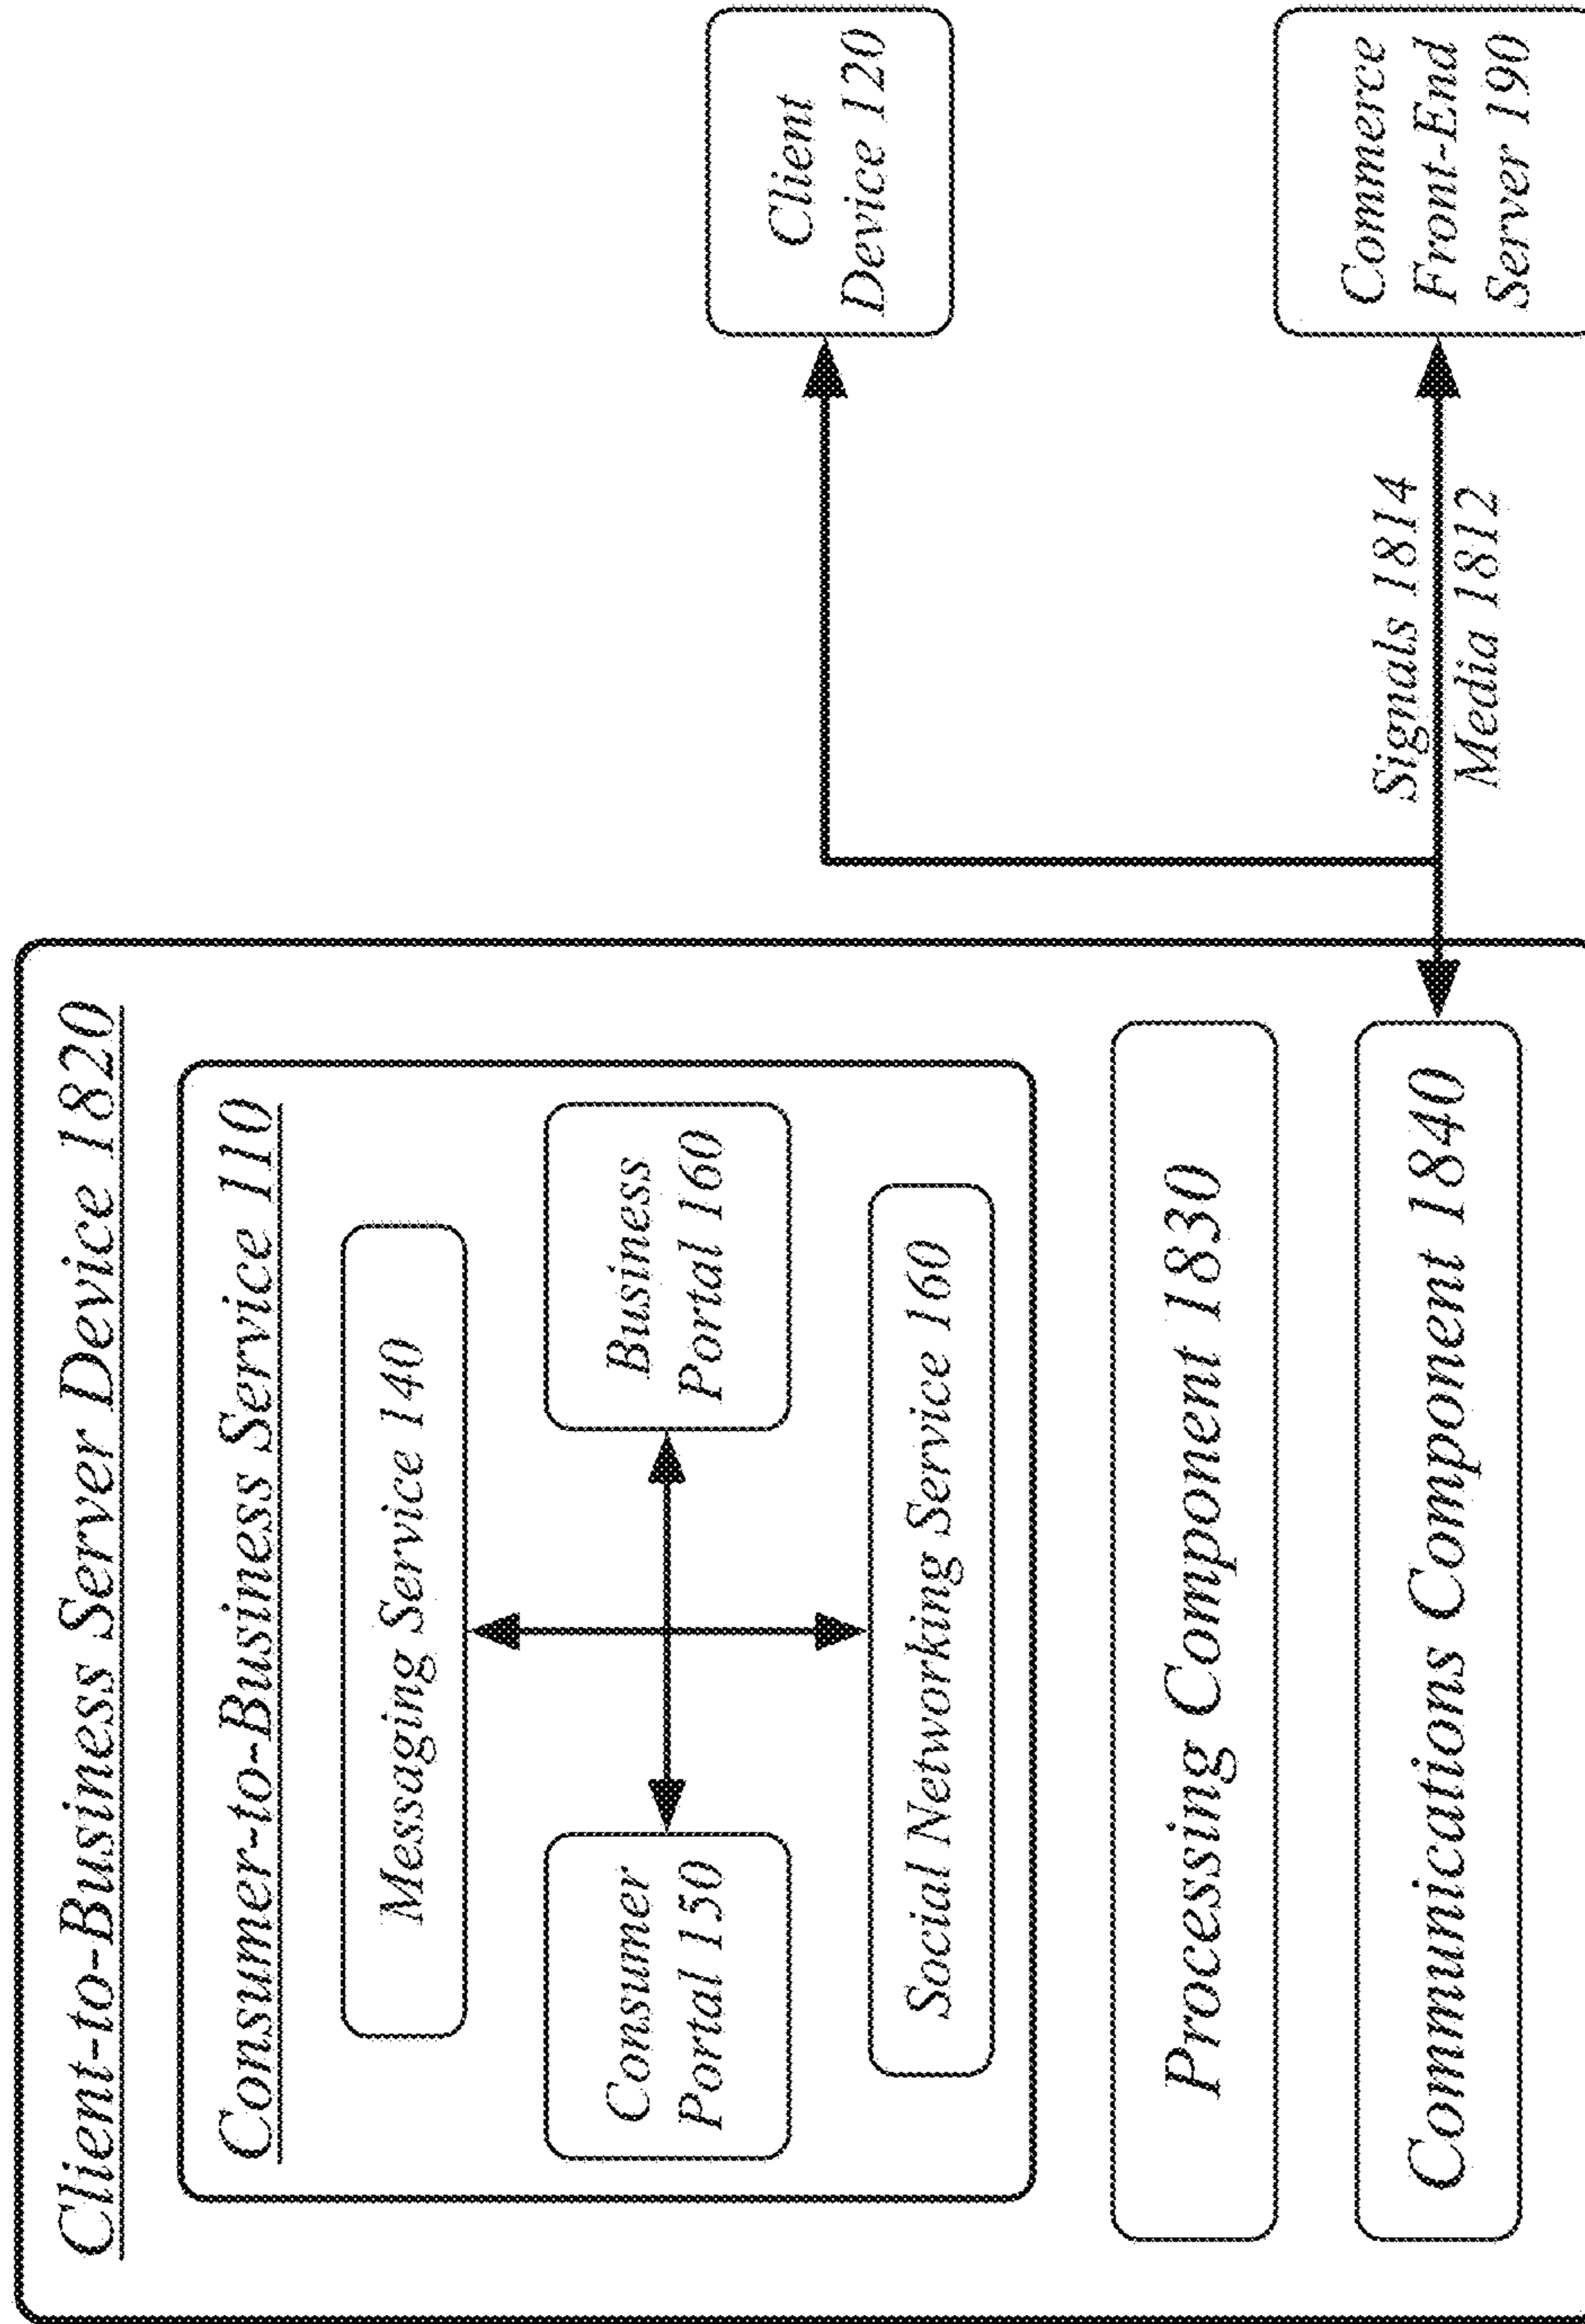 Client-to-Business Server Device 1820
Consumer-to-Business Service 110
Messaging Service 140
Consumer
Portal 150
Business
Portal 160
Social Networking Service 160
Processing Component 1830
Communications Component 1840
Signals 1814
Media 1812
Client
Device 120
Commerce
Front-End
Server 190